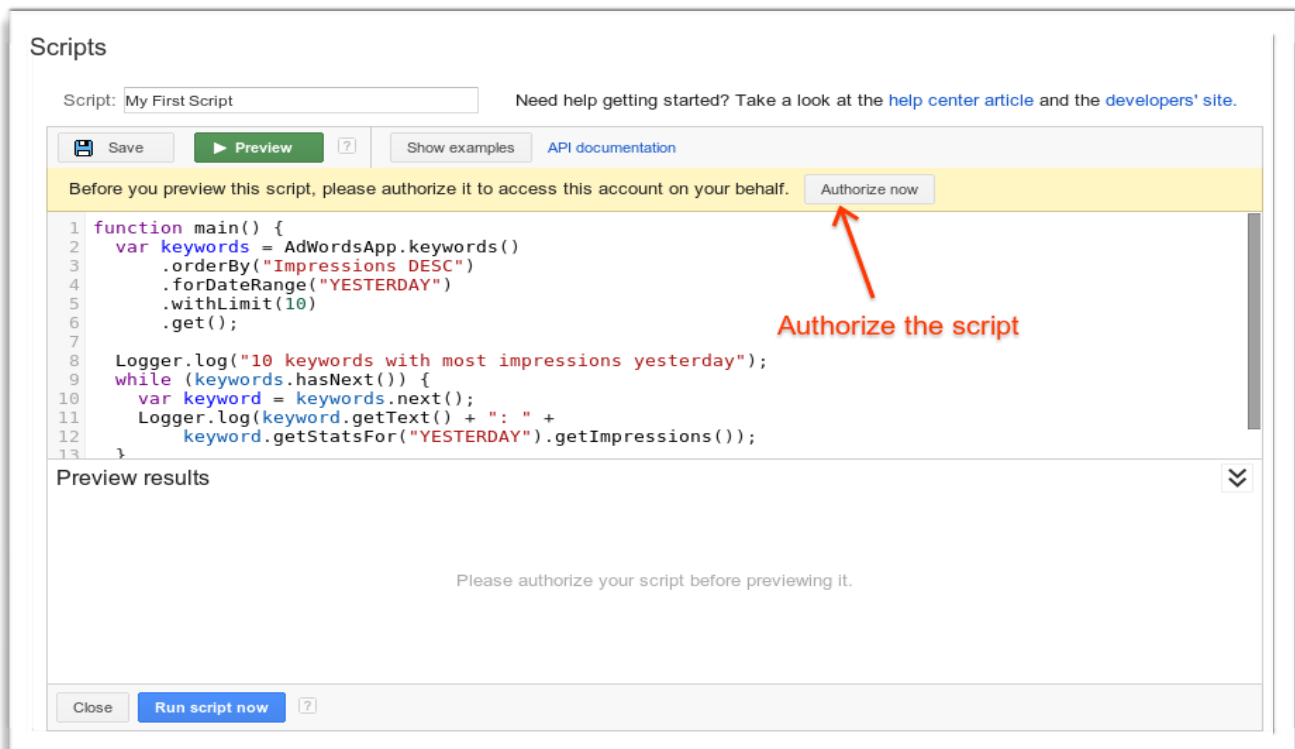 Scripts
Script: My First Script Need help getting started? Take a look at the help center article and the developers' site.
Save Preview ? Show examples API documentation
Before you preview this script, please authorize it to access this account on your behalf. Authorize now
1 function main() {
2   var keywords = AdWordsApp.keywords()
3       .orderBy("Impressions DESC")
4       .forDateRange("YESTERDAY")
5       .withLimit(10)
6       .get();
7
8   Logger.log("10 keywords with most impressions yesterday");
9   while (keywords.hasNext()) {
10     var keyword = keywords.next();
11     Logger.log(keyword.getText() + ": " +
12         keyword.getStatsFor("YESTERDAY").getImpressions());
13   }
Authorize the script
Preview results
Please authorize your script before previewing it.
Close Run script now ?